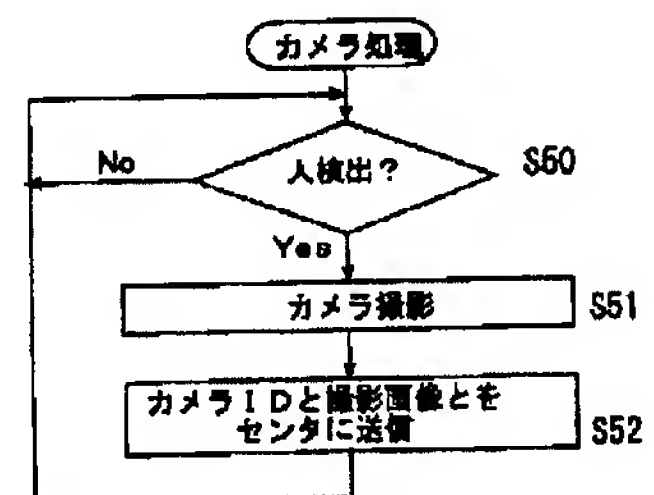 カメラ処理
人検出？
S50
No
Yes
カメラ撮影
S51
カメラＩＤと撮影画像とを
センタに送信
S52